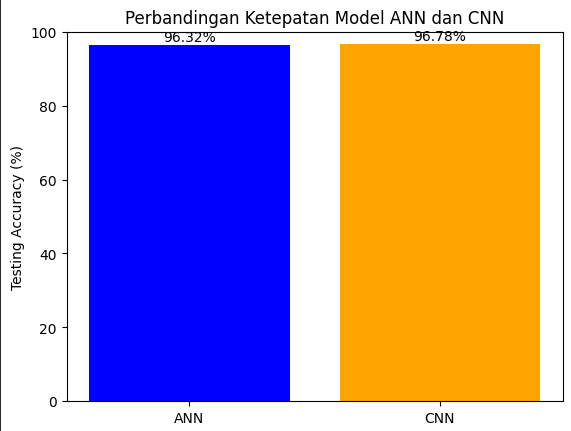 Perbandingan Ketepatan Model ANN dan CNN
96.32%
96.78%
100
80
60
40
20
0
Testing Accuracy (%)
ANN
CNN